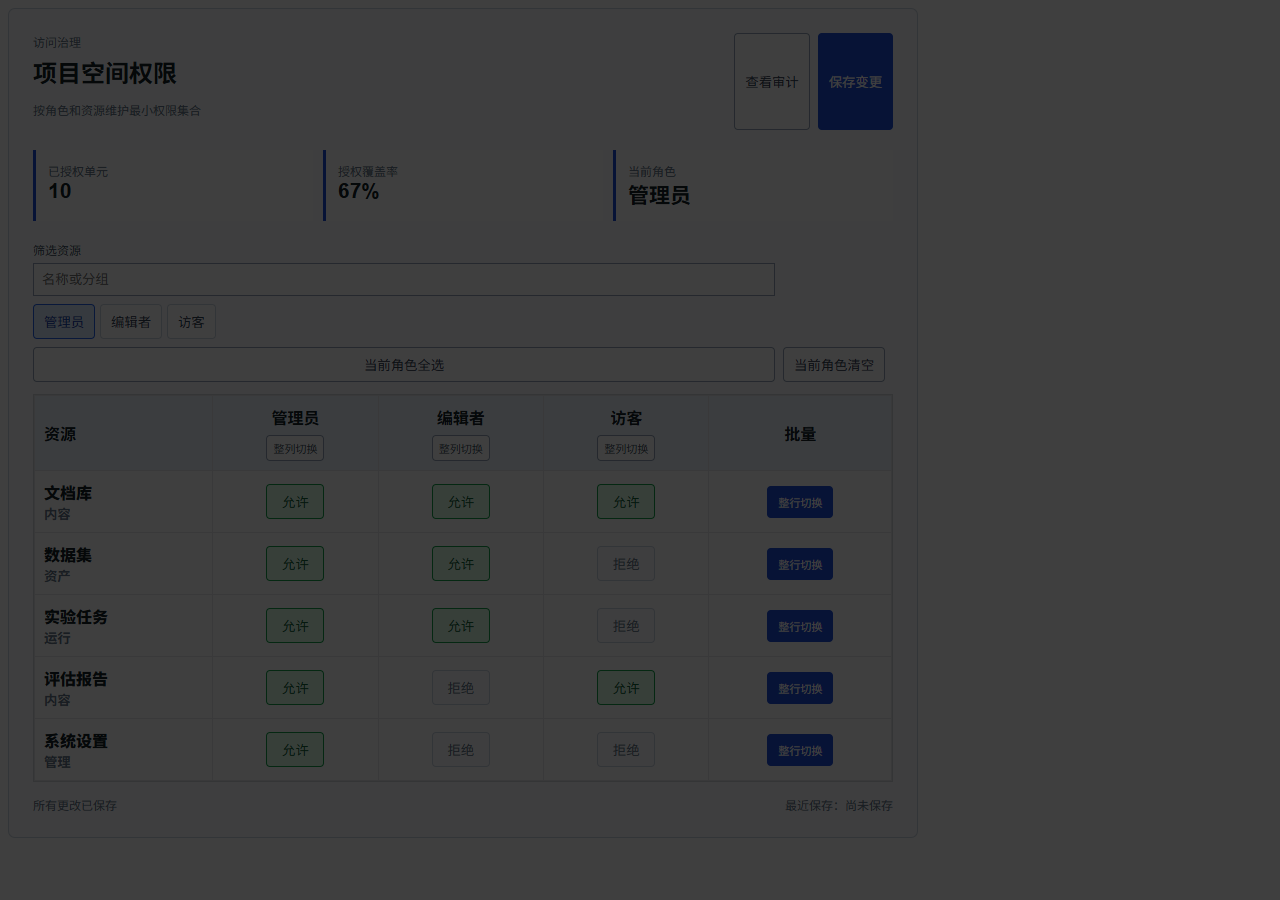 访问治理
项目空间权限
按角色和资源维护最小权限集合
查看审计
保存变更
已授权单元
10
授权覆盖率
67%
当前角色
管理员
筛选资源
名称或分组
管理员 编辑者 访客
当前角色全选 当前角色清空
资源 管理员 编辑者 访客 批量
整列切换 整列切换 整列切换
文档库 允许 允许 允许 整行切换
内容
数据集 允许 允许 拒绝 整行切换
资产
实验任务 允许 允许 拒绝 整行切换
运行
评估报告 允许 拒绝 允许 整行切换
内容
系统设置 允许 拒绝 拒绝 整行切换
管理
所有更改已保存 最近保存：尚未保存